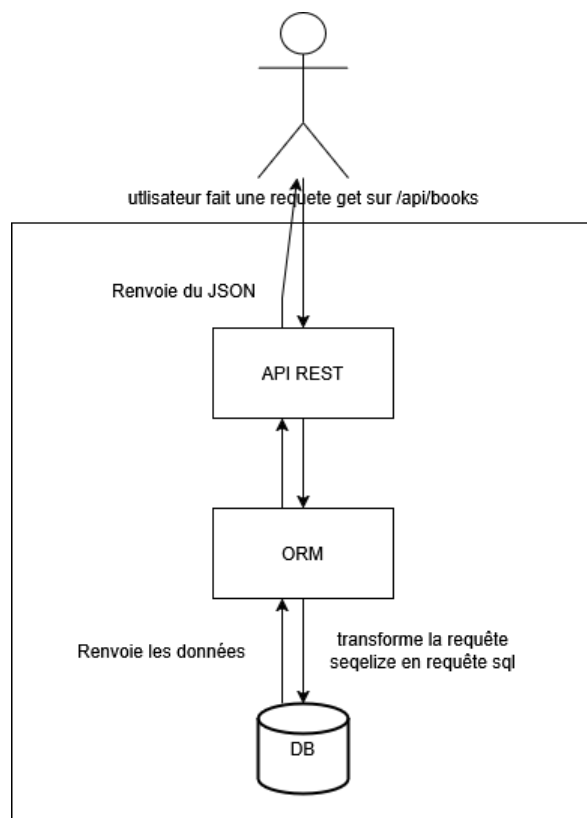 utlisateur fait une requete get sur /api/books
Renvoie du JSON
API REST
ORM
Renvoie les données
transforme la requête
seqelize en requête sql
DB